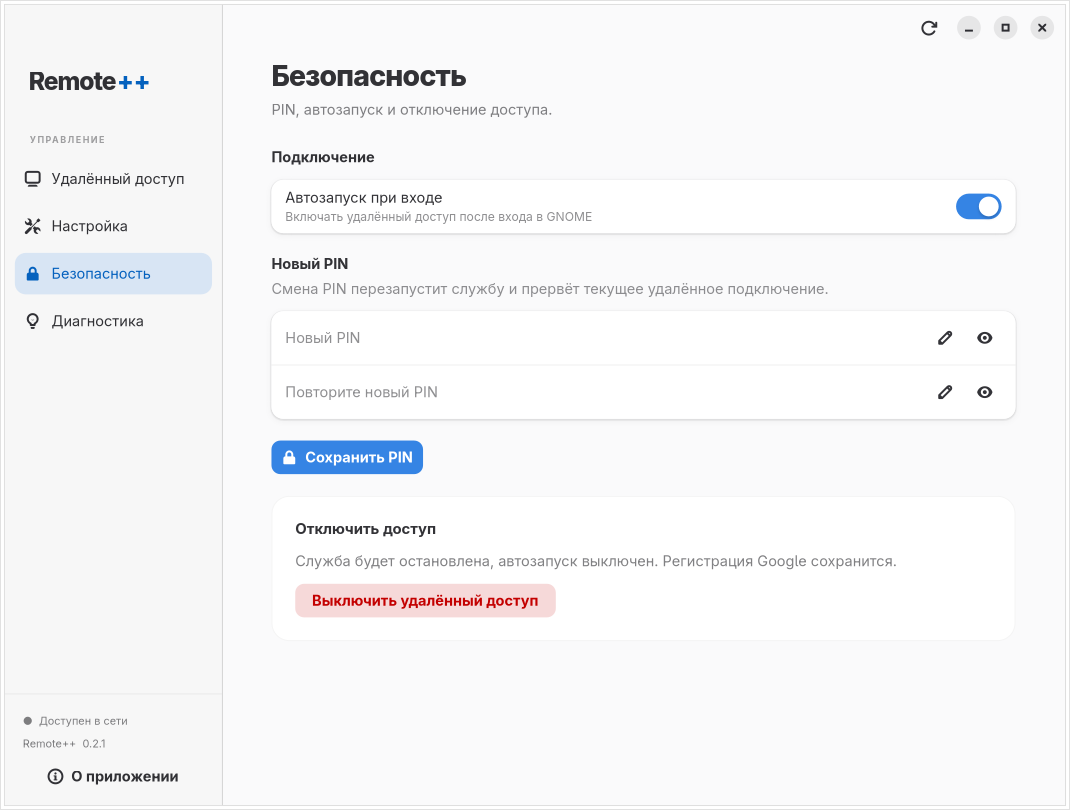 Remote++
УПРАВЛЕНИЕ
Удалённый доступ
Настройка
Безопасность
Диагностика
Доступен в сети
Remote++ 0.2.1
О приложении
Безопасность
PIN, автозапуск и отключение доступа.
Подключение
Автозапуск при входе
Включать удалённый доступ после входа в GNOME
Новый PIN
Смена PIN перезапустит службу и прервёт текущее удалённое подключение.
Новый PIN
Повторите новый PIN
Сохранить PIN
Отключить доступ
Служба будет остановлена, автозапуск выключен. Регистрация Google сохранится.
Выключить удалённый доступ